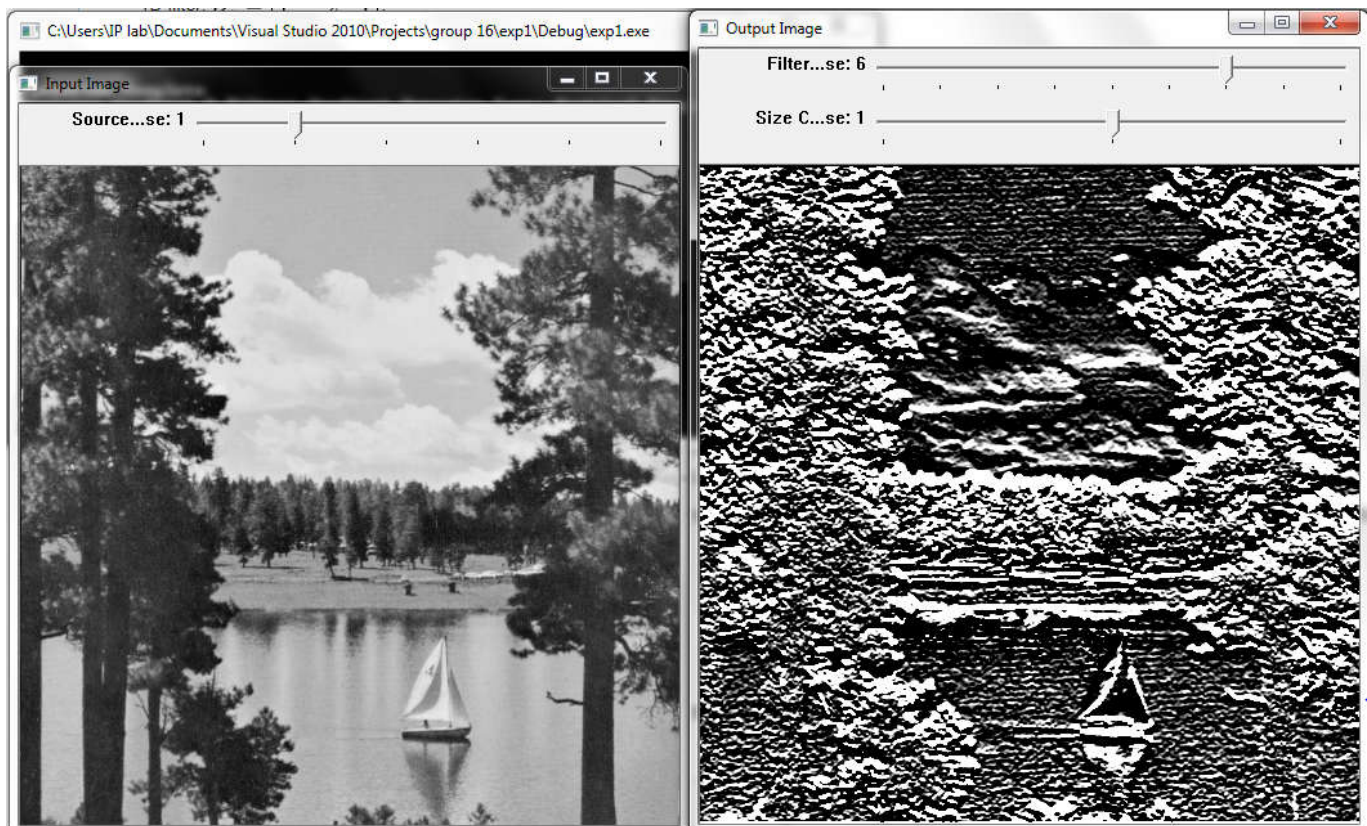 C:\Users\IP lab\Documents\Visual Studio 2010\Projects\group 16\exp1\Debug\exp1.exe
Input Image
Source...se: 1
Output Image
Filter...se: 6
Size C...se: 1